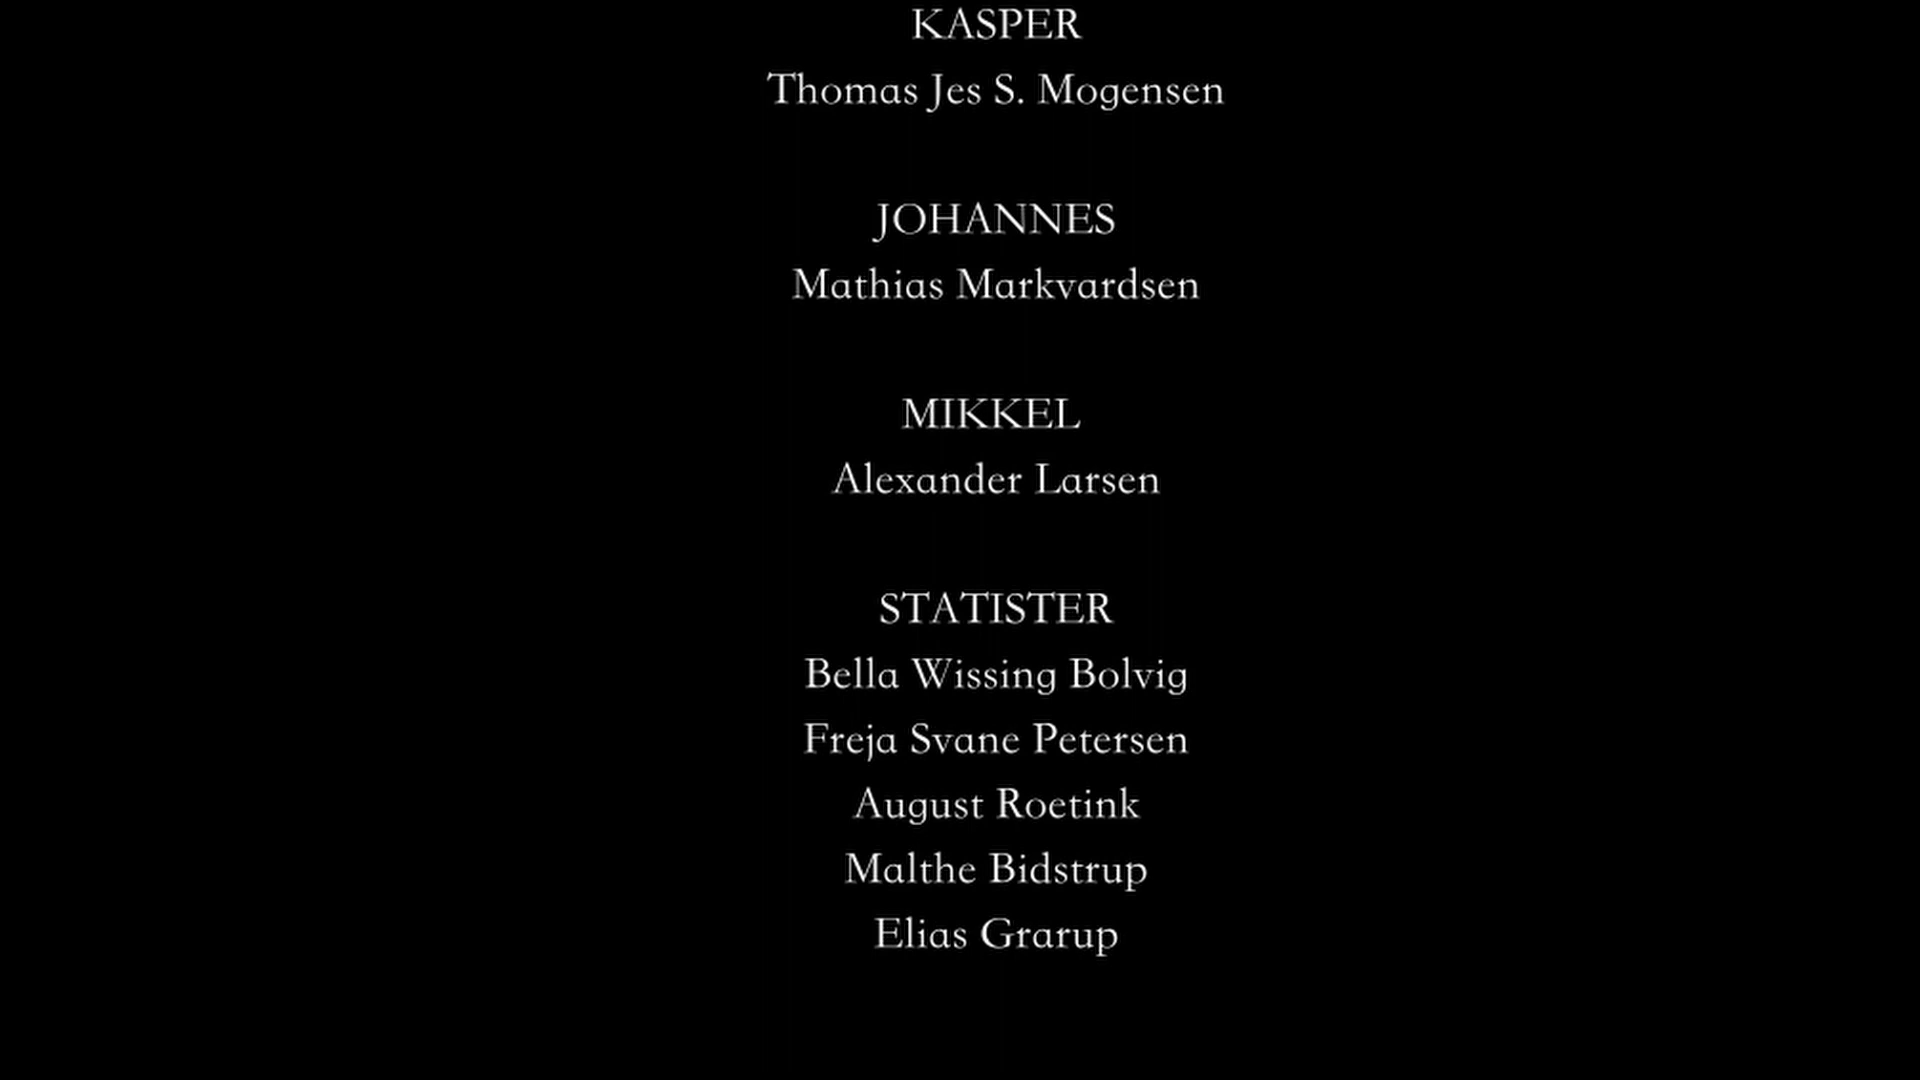 KASPER
Thomas Jes S. Mogensen
JOHANNES
Mathias Markvardsen
MIKKEL
Alexander Larsen
STATISTER
Bella Wissing Bolvig
Freja Svane Petersen
August Roetink
Malthe Bidstrup
Elias Grarup